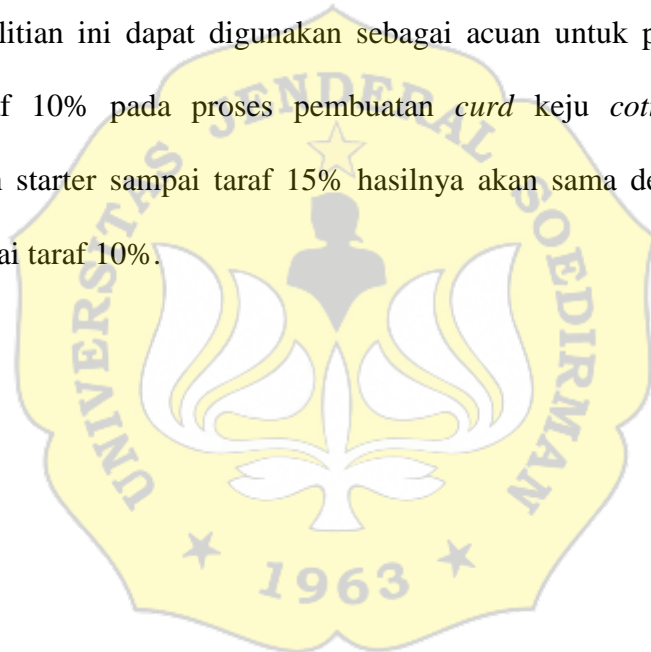 litian ini dapat digunakan sebagai acuan untuk p
f 10% pada proses pembuatan curd keju cot
starter sampai taraf 15% hasilnya akan sama de
ai taraf 10%.
UNIVERSITAS JENDERAL SOEDIRMAN
★ 1963 ★